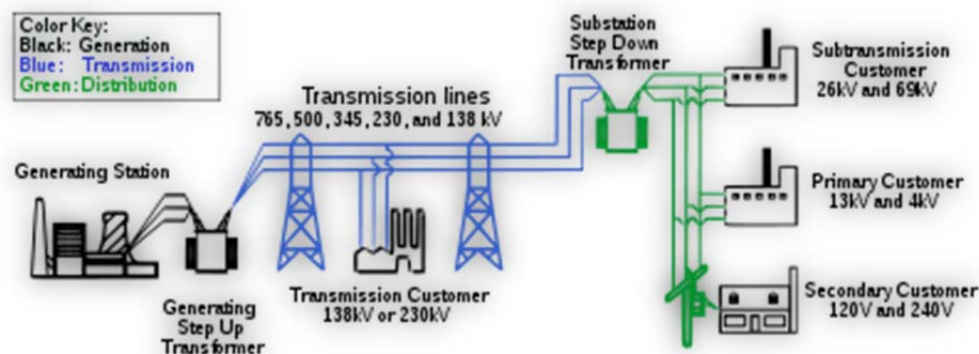 Color Key:
Black: Generation
Blue: Transmission
Green: Distribution
Substation
Step Down
Transformer
Subtransmission
Customer
26kV and 69kV
Transmission lines
765, 500, 345, 230, and 138 kV
Generating Station
Primary Customer
13kV and 4kV
Transmission Customer
138kV or 230kV
Generating
Step Up
Transformer
Secondary Customer
120V and 240V